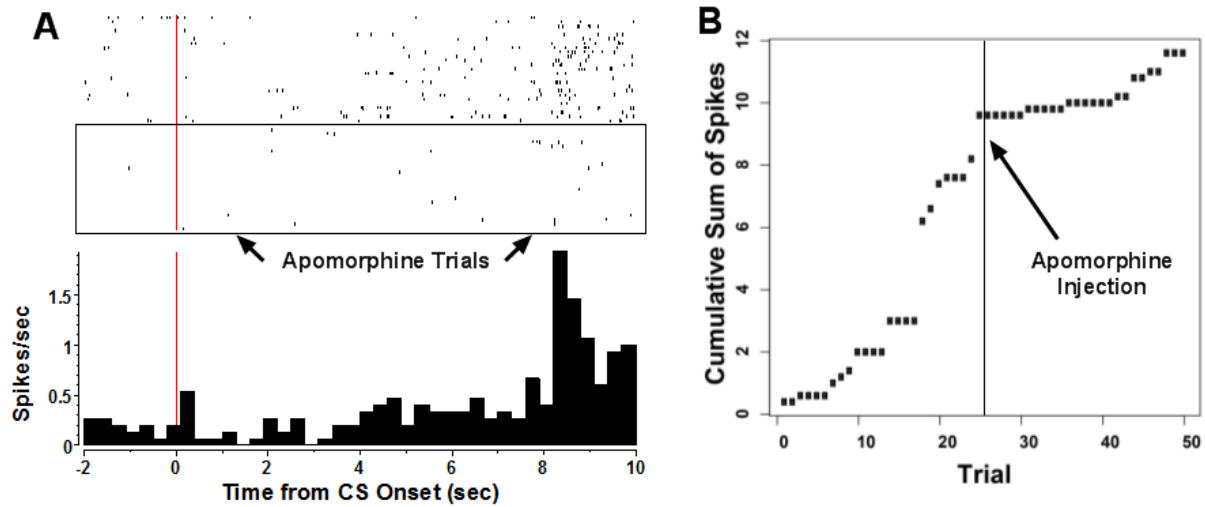 A
Apomorphine Trials
Spikes/sec
1.5
1
0.5
0
-2
0
2
4
6
8
10
Time from CS Onset (sec)
B
Cumulative Sum of Spikes
12
10
8
6
4
2
0
Apomorphine
Injection
0
10
20
30
40
50
Trial